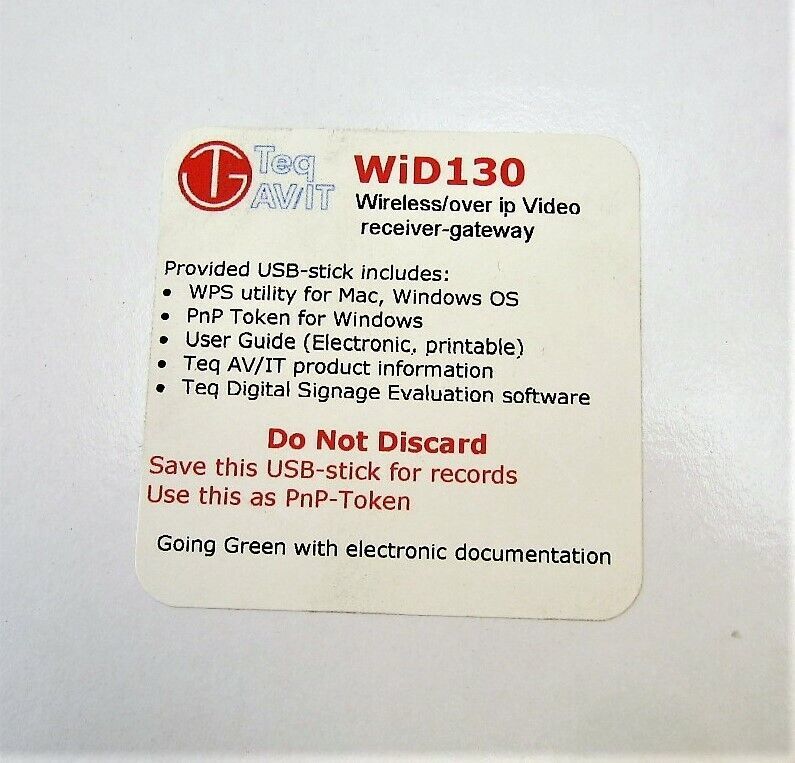 TG Teq
AV/IT
WiD130
Wireless/over ip Video
receiver-gateway
Provided USB-stick includes:
• WPS utility for Mac, Windows OS
• PnP Token for Windows
• User Guide (Electronic, printable)
• Teq AV/IT product information
• Teq Digital Signage Evaluation software
Do Not Discard
Save this USB-stick for records
Use this as PnP-Token
Going Green with electronic documentation